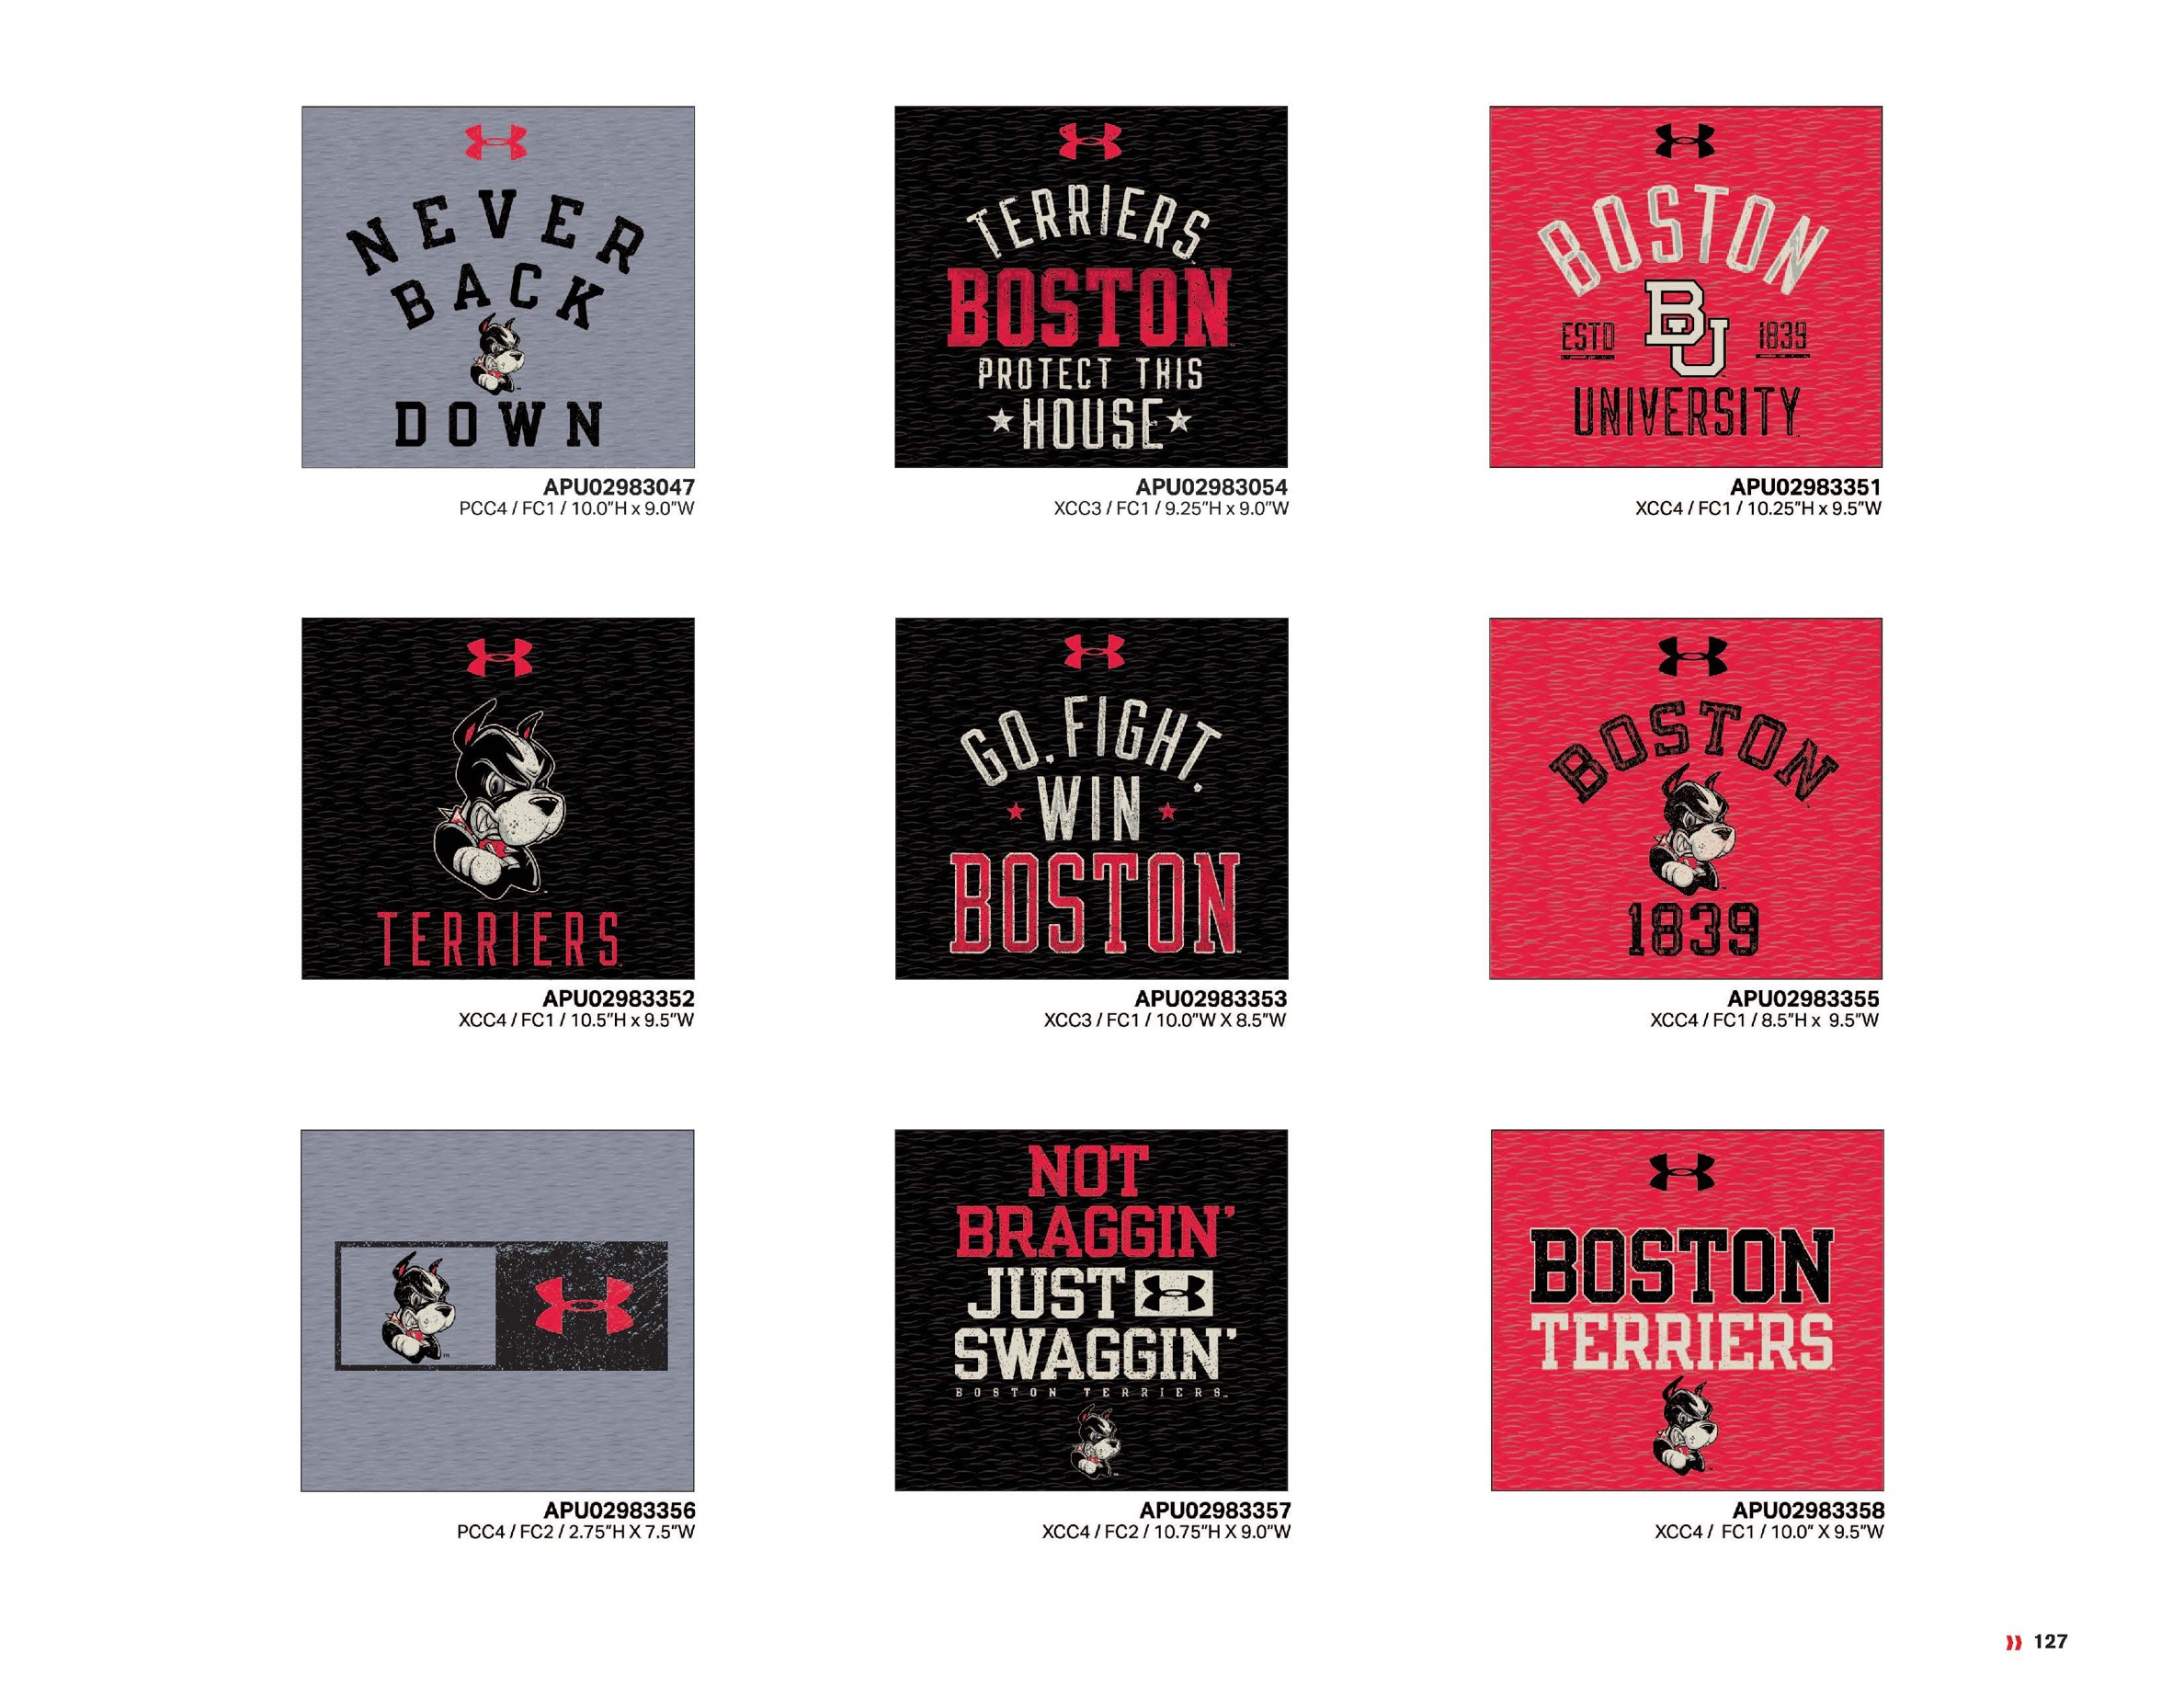 NEVER
BACK
DOWN
APU02983047
PCC4 / FC1 / 10.0"H x 9.0"W
TERRIERS
BOSTON
PROTECT THIS
HOUSE
APU02983054
XCC3 / FC1 / 9.25"H x 9.0"W
BOSTON
ESTD BU 1839
UNIVERSITY
APU02983351
XCC4 / FC1 / 10.25"H x 9.5"W
TERRIERS
APU02983352
XCC4 / FC1 / 10.5"H x 9.5"W
GO, FIGHT,
WIN
BOSTON
APU02983353
XCC3 / FC1 / 10.0"W X 8.5"W
BOSTON
1839
APU02983355
XCC4 / FC1 / 8.5"H x 9.5"W
APU02983356
PCC4 / FC2 / 2.75"H X 7.5"W
NOT
BRAGGIN'
JUST
SWAGGIN'
BOSTON TERRIERS
APU02983357
XCC4 / FC2 / 10.75"H X 9.0"W
BOSTON
TERRIERS
APU02983358
XCC4 / FC1 / 10.0" X 9.5"W
127